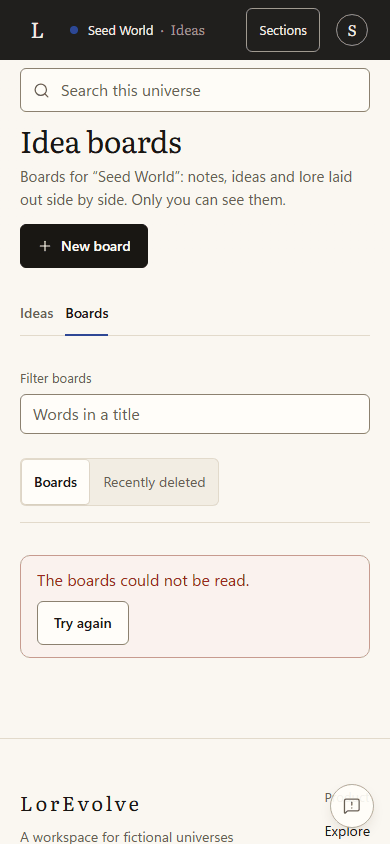 L
Seed World · Ideas
Sections
S
Search this universe
Idea boards
Boards for “Seed World”: notes, ideas and lore laid
out side by side. Only you can see them.
New board
Ideas
Boards
Filter boards
Words in a title
Boards
Recently deleted
The boards could not be read.
Try again
LorEvolve
A workspace for fictional universes
Explore